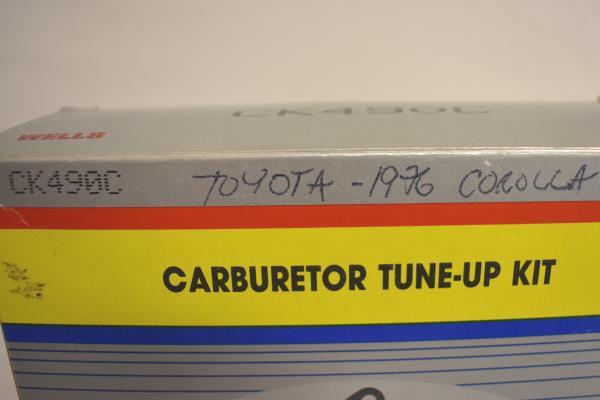 CK490C
WELLS
CK490C TOYOTA - 1976 COROLLA
CARBURETOR TUNE-UP KIT